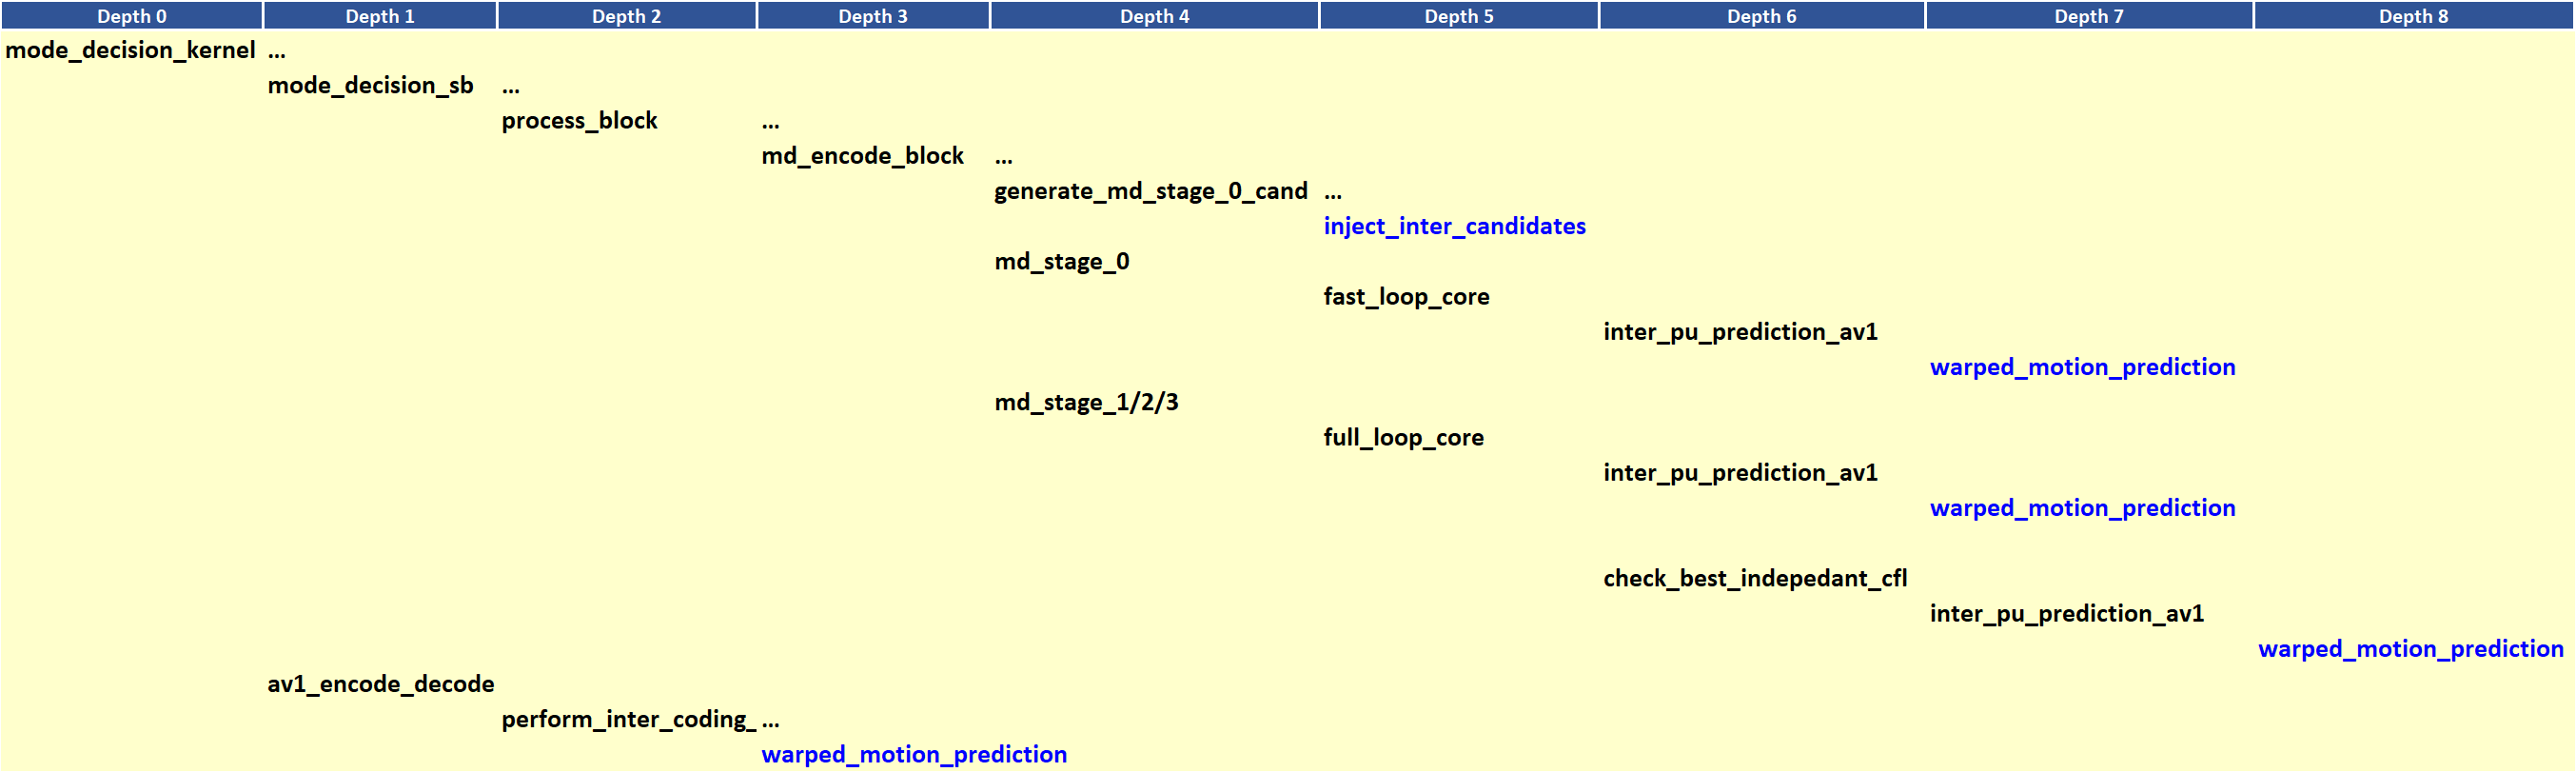 Depth 0 Depth 1 Depth 2 Depth 3 Depth 4 Depth 5 Depth 6 Depth 7 Depth 8
mode_decision_kernel ...
mode_decision_sb ...
process_block ...
md_encode_block ...
generate_md_stage_0_cand ...
inject_inter_candidates
md_stage_0
fast_loop_core
inter_pu_prediction_av1
warped_motion_prediction
md_stage_1/2/3
full_loop_core
inter_pu_prediction_av1
warped_motion_prediction
check_best_indepedant_cfl
inter_pu_prediction_av1
warped_motion_prediction
av1_encode_decode
perform_inter_coding_ ...
warped_motion_prediction